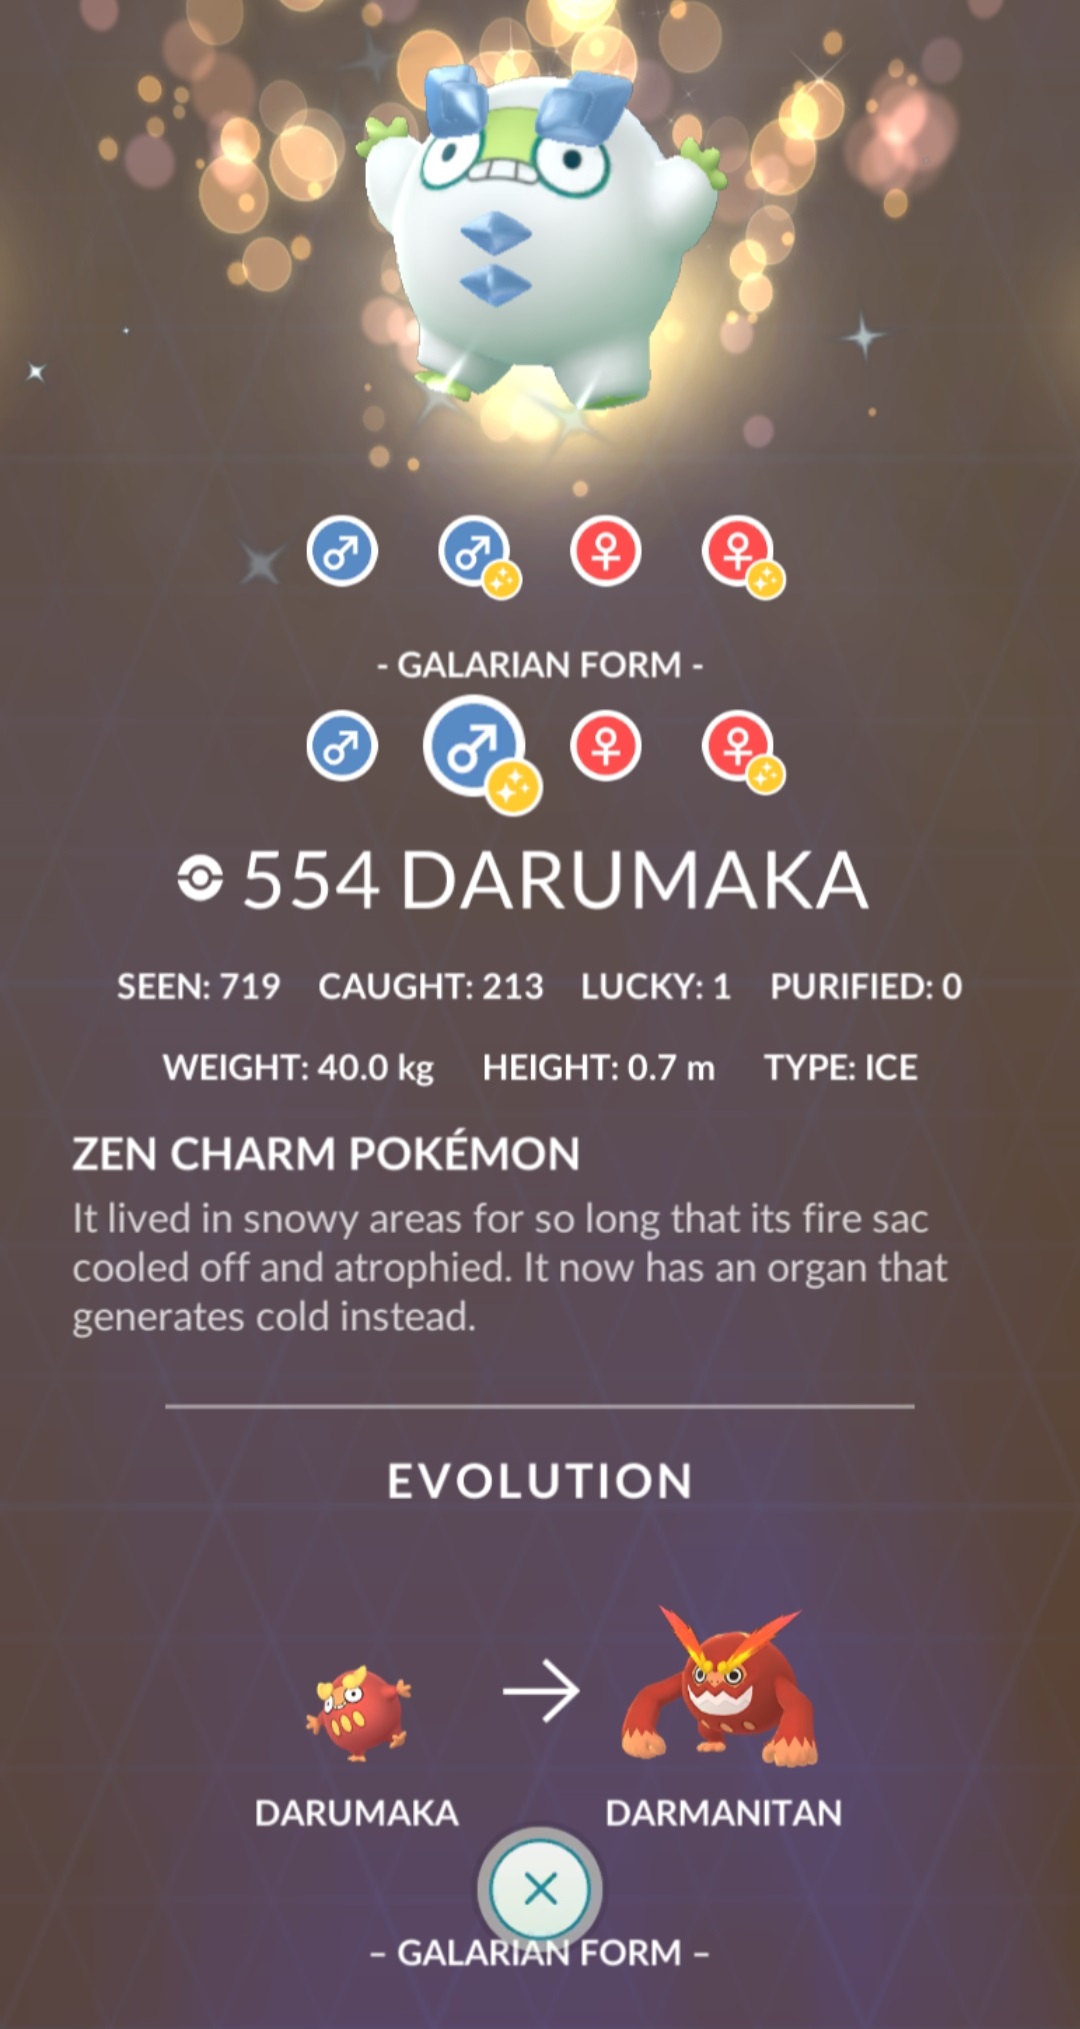 - GALARIAN FORM -
554 DARUMAKA
SEEN: 719 CAUGHT: 213 LUCKY: 1 PURIFIED: 0
WEIGHT: 40.0 kg HEIGHT: 0.7 m TYPE: ICE
ZEN CHARM POKÉMON
It lived in snowy areas for so long that its fire sac
cooled off and atrophied. It now has an organ that
generates cold instead.
EVOLUTION
DARUMAKA DARMANITAN
– GALARIAN FORM –